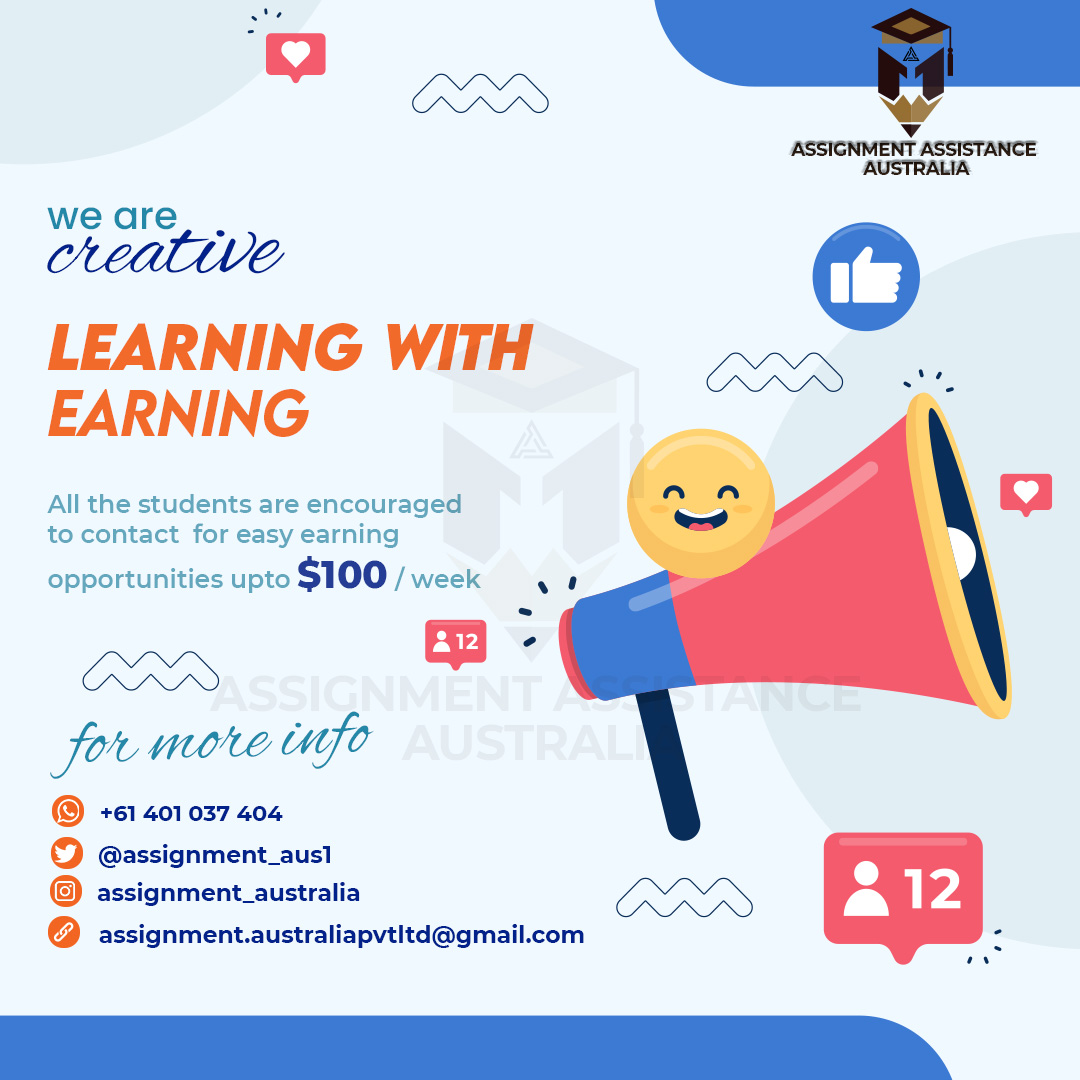 ASSIGNMENT ASSISTANCE
AUSTRALIA
we are
creative
LEARNING WITH
EARNING
All the students are encouraged
to contact for easy earning
opportunities upto $100 / week
12
ASSIGNMENT ASSISTANCE
AUSTRALIA
for more info
+61 401 037 404
@assignment_aus1
assignment_australia
assignment.australiapvtltd@gmail.com
12